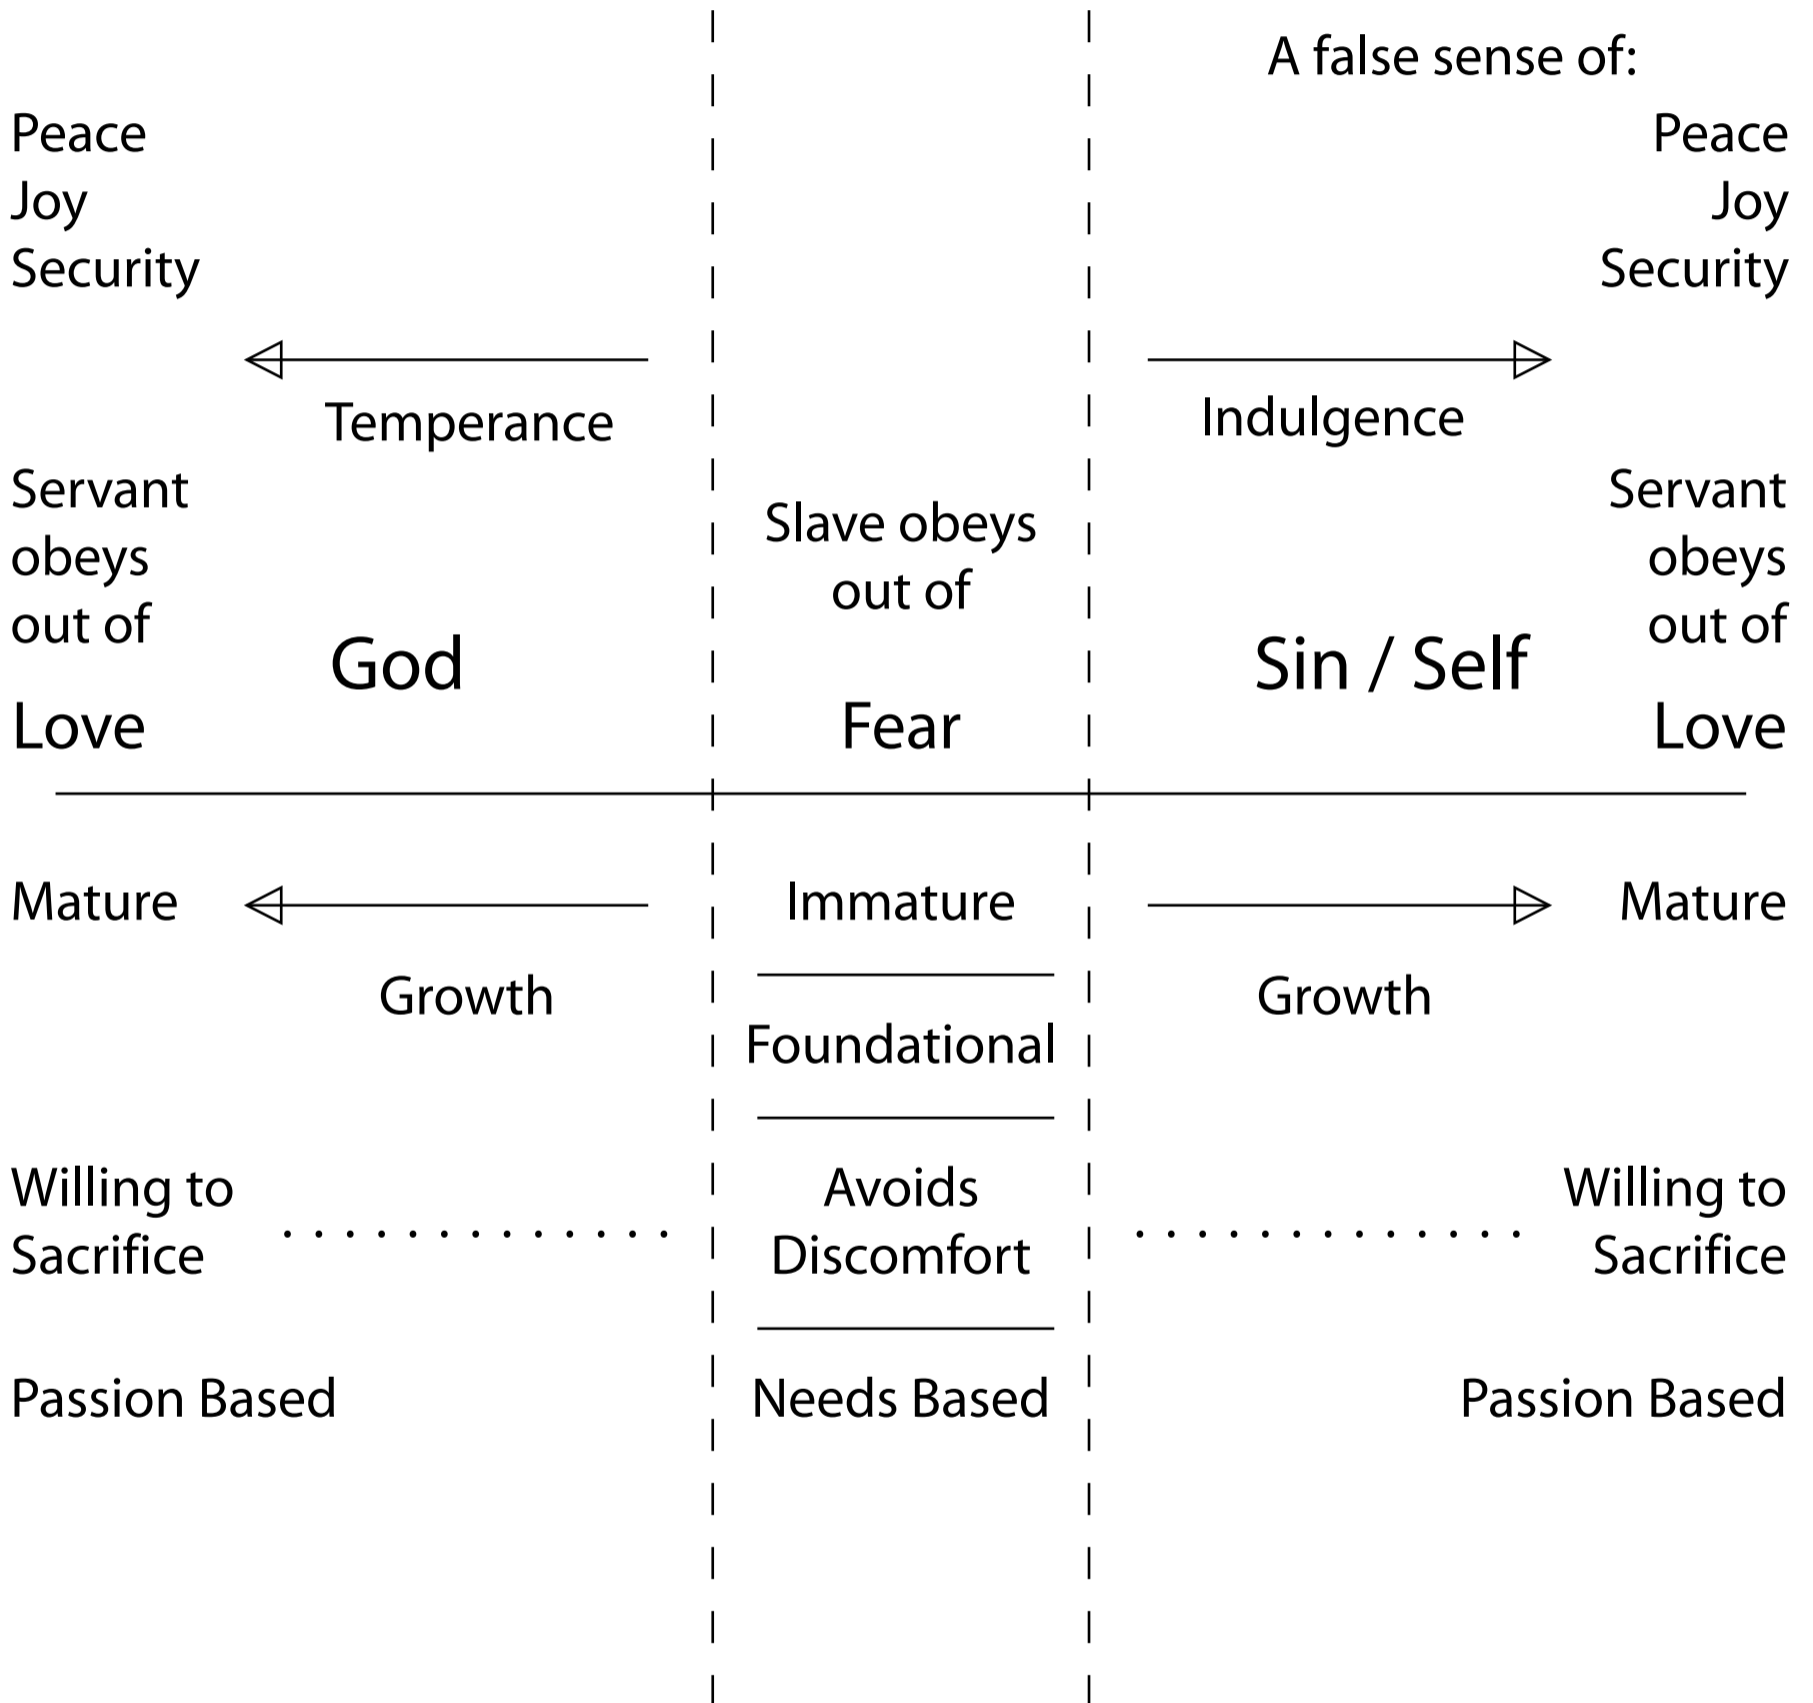 A false sense of:
Peace
Joy
Security
Peace
Joy
Security
Temperance
Indulgence
Servant
obeys
out of
Love
God
Slave obeys
out of
Fear
Sin / Self
Servant
obeys
out of
Love
Mature
Immature
Mature
Growth
Growth
Foundational
Willing to
Sacrifice
Avoids
Discomfort
Willing to
Sacrifice
Passion Based
Needs Based
Passion Based